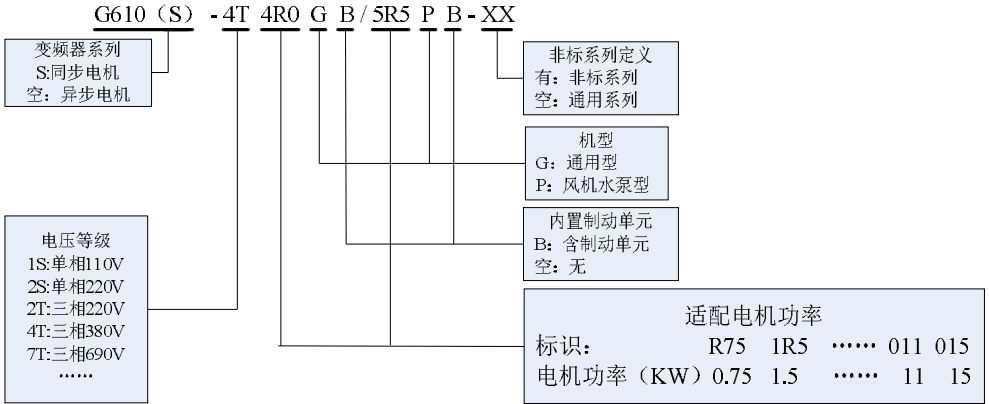 G610（S）-4T 4R0 G B/5R5 P B-XX
变频器系列
S:同步电机
空：异步电机
非标系列定义
有：非标系列
空：通用系列
机型
G：通用型
P：风机水泵型
内置制动单元
B：含制动单元
空：无
电压等级
1S:单相110V
2S:单相220V
2T:三相220V
4T:三相380V
7T:三相690V
……
适配电机功率
标识： R75 1R5 …… 011 015
电机功率（KW）0.75 1.5 …… 11 15